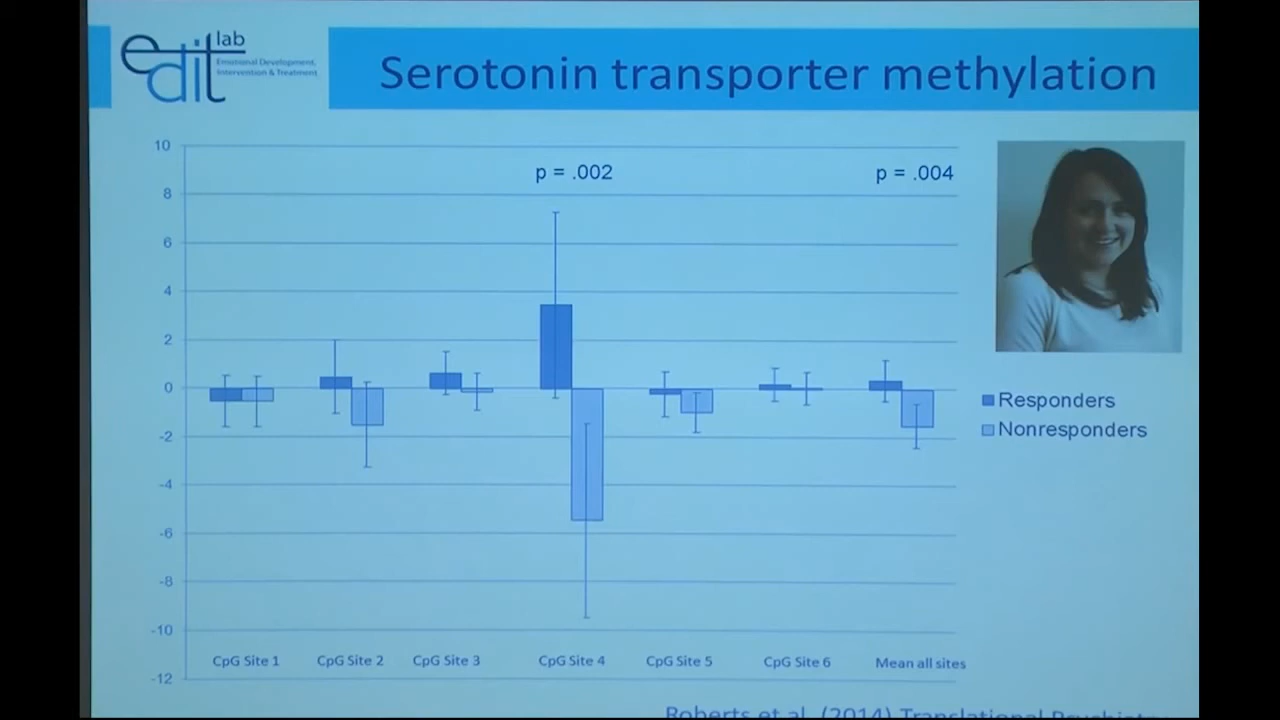 edit lab
Emotional Development,
Intervention & Treatment
Serotonin transporter methylation
10
8
6
4
2
0
-2
-4
-6
-8
-10
-12
p = .002
p = .004
Responders
Nonresponders
CpG Site 1
CpG Site 2
CpG Site 3
CpG Site 4
CpG Site 5
CpG Site 6
Mean all sites
Roberts et al. (2014) Translational